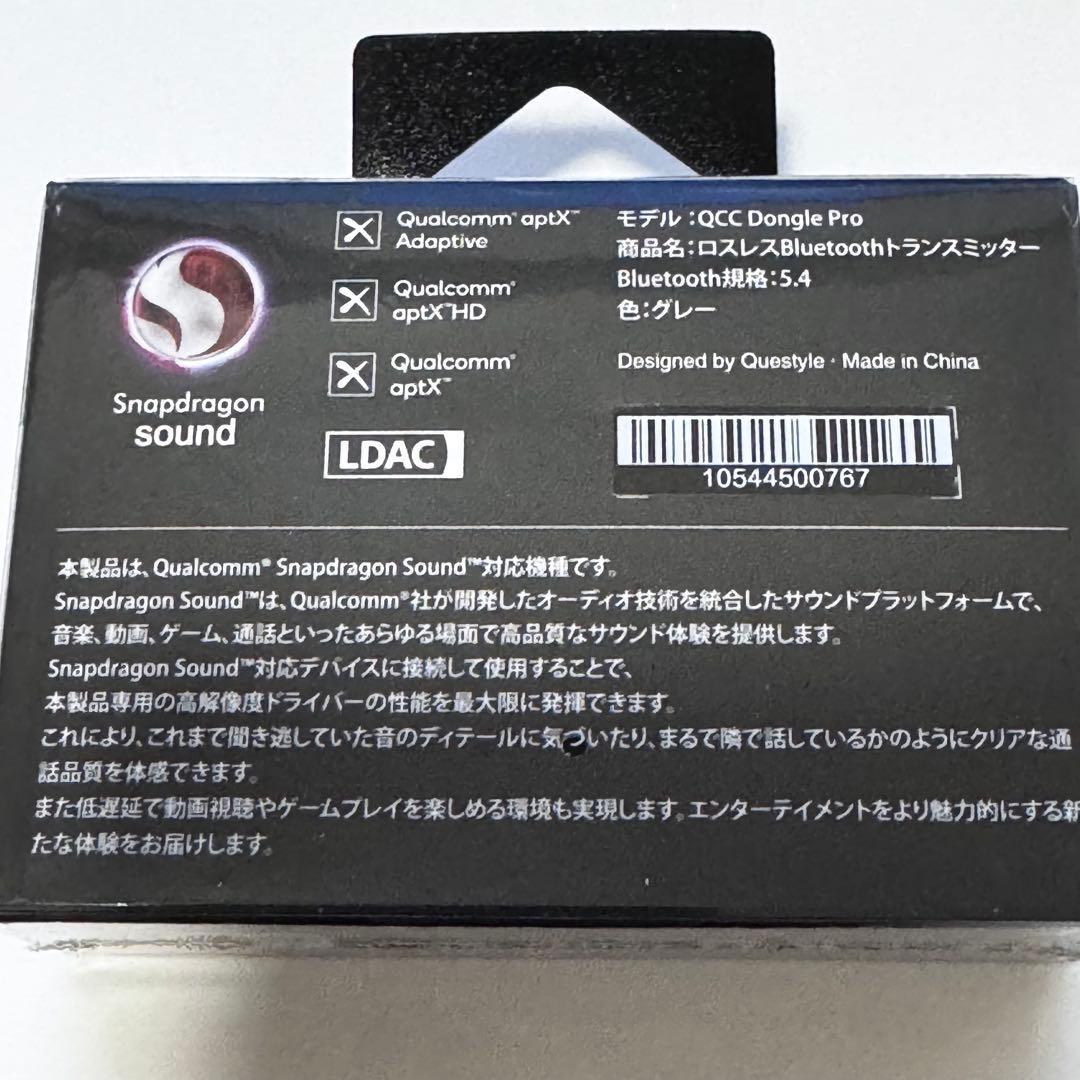 Snapdragon
sound
Qualcomm® aptX™
Adaptive
Qualcomm®
aptX™HD
Qualcomm®
aptX™
LDAC
モデル:QCC Dongle Pro
商品名:ロスレスBluetoothトランスミッター
Bluetooth規格:5.4
色:グレー
Designed by Questyle · Made in China
10544500767
本製品は、Qualcomm® Snapdragon Sound™対応機種です。
Snapdragon Sound™は、Qualcomm®社が開発したオーディオ技術を統合したサウンドプラットフォームで、
音楽、動画、ゲーム、通話といったあらゆる場面で高品質なサウンド体験を提供します。
Snapdragon Sound™対応デバイスに接続して使用することで、
本製品専用の高解像度ドライバーの性能を最大限に発揮できます。
これにより、これまで聞き逃していた音のディテールに気づいたり、まるで隣で話しているかのようにクリアな通
話品質を体感できます。
また低遅延で動画視聴やゲームプレイを楽しめる環境も実現します。エンターテイメントをより魅力的にする新
たな体験をお届けします。